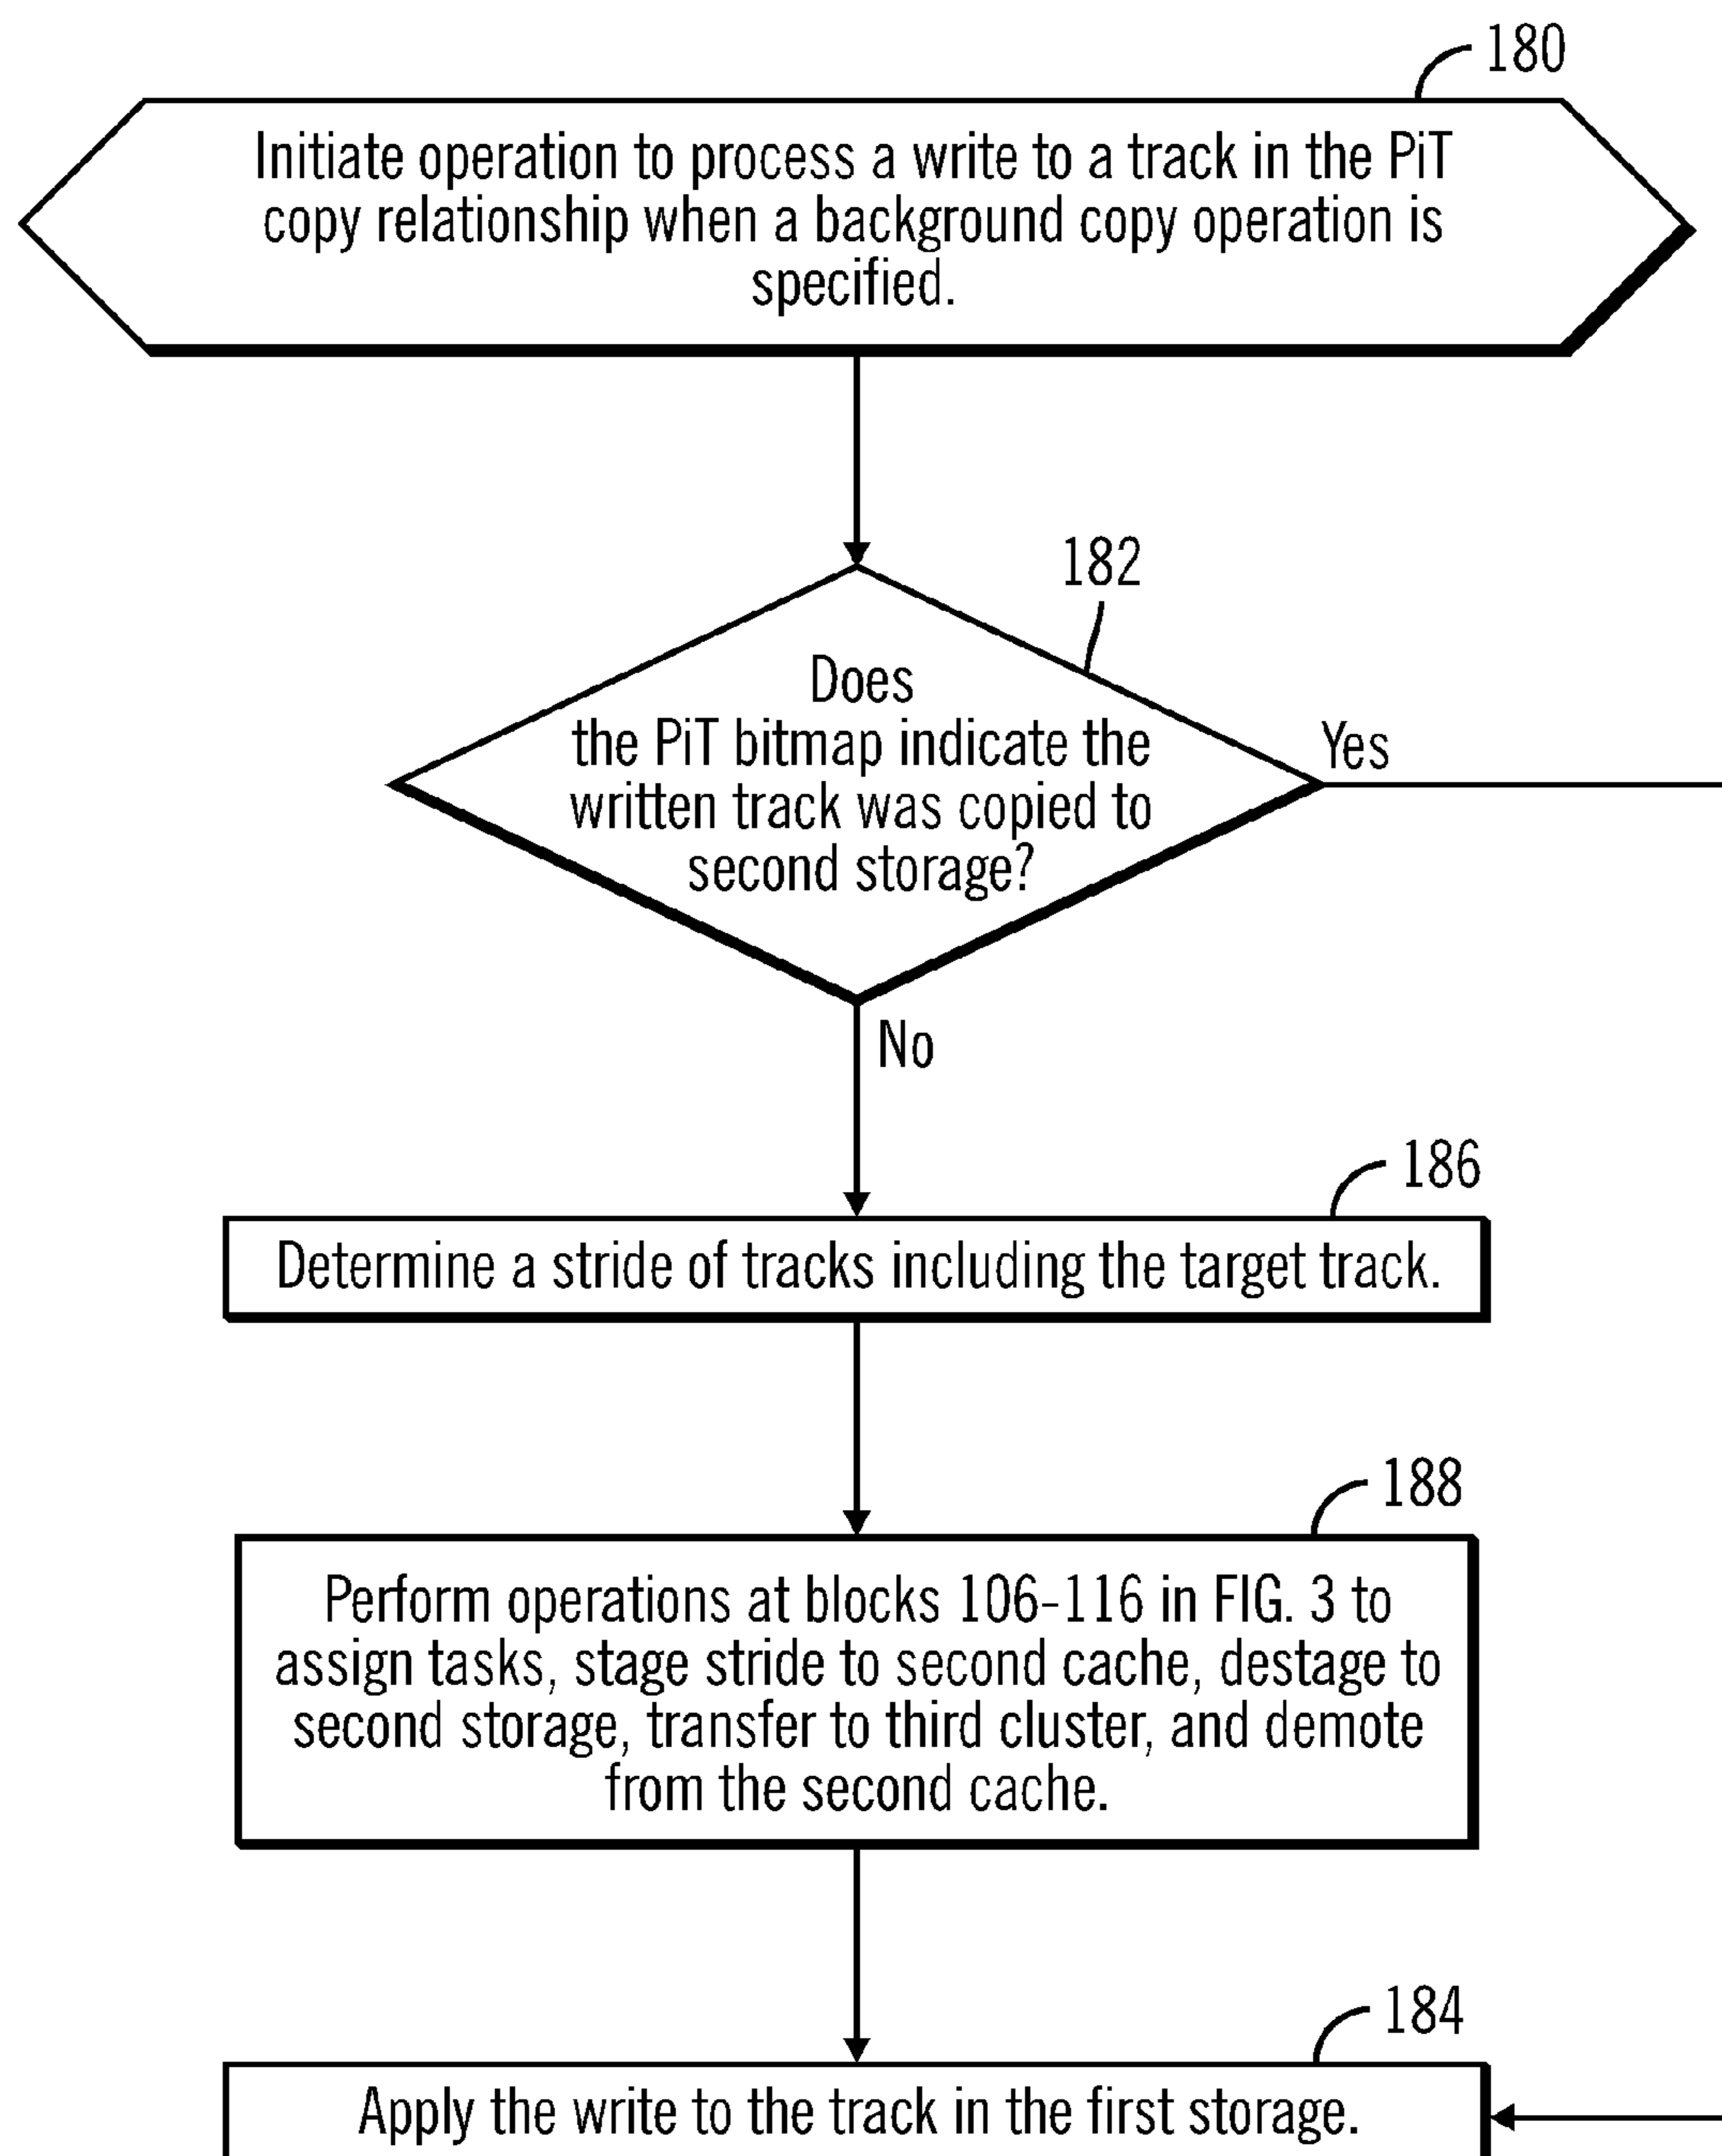 180
Initiate operation to process a write to a track in the PiT
copy relationship when a background copy operation is
specified.
182
Does
the PiT bitmap indicate the
written track was copied to
second storage?
Yes
No
186
Determine a stride of tracks including the target track.
188
Perform operations at blocks 106-116 in FIG. 3 to
assign tasks, stage stride to second cache, destage to
second storage, transfer to third cluster, and demote
from the second cache.
184
Apply the write to the track in the first storage.